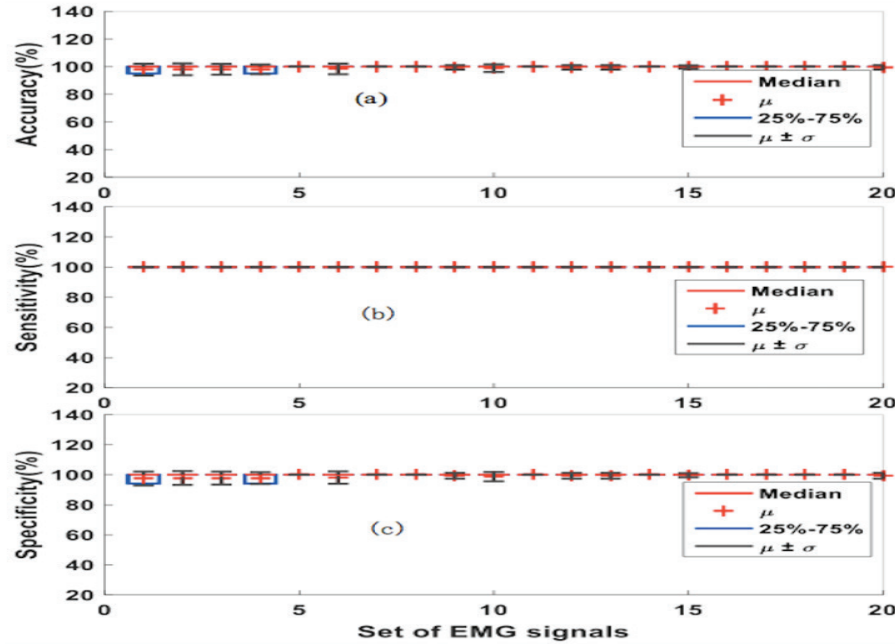 140
120
100
80
60
40
20
Accuracy(%)
(a)
Median
μ
25%-75%
μ ± σ
0 5 10 15 20
140
120
100
80
60
40
20
Sensitivity(%)
(b)
Median
μ
25%-75%
μ ± σ
0 5 10 15 20
140
120
100
80
60
40
20
Specificity(%)
(c)
Median
μ
25%-75%
μ ± σ
0 5 10 15 20
Set of EMG signals